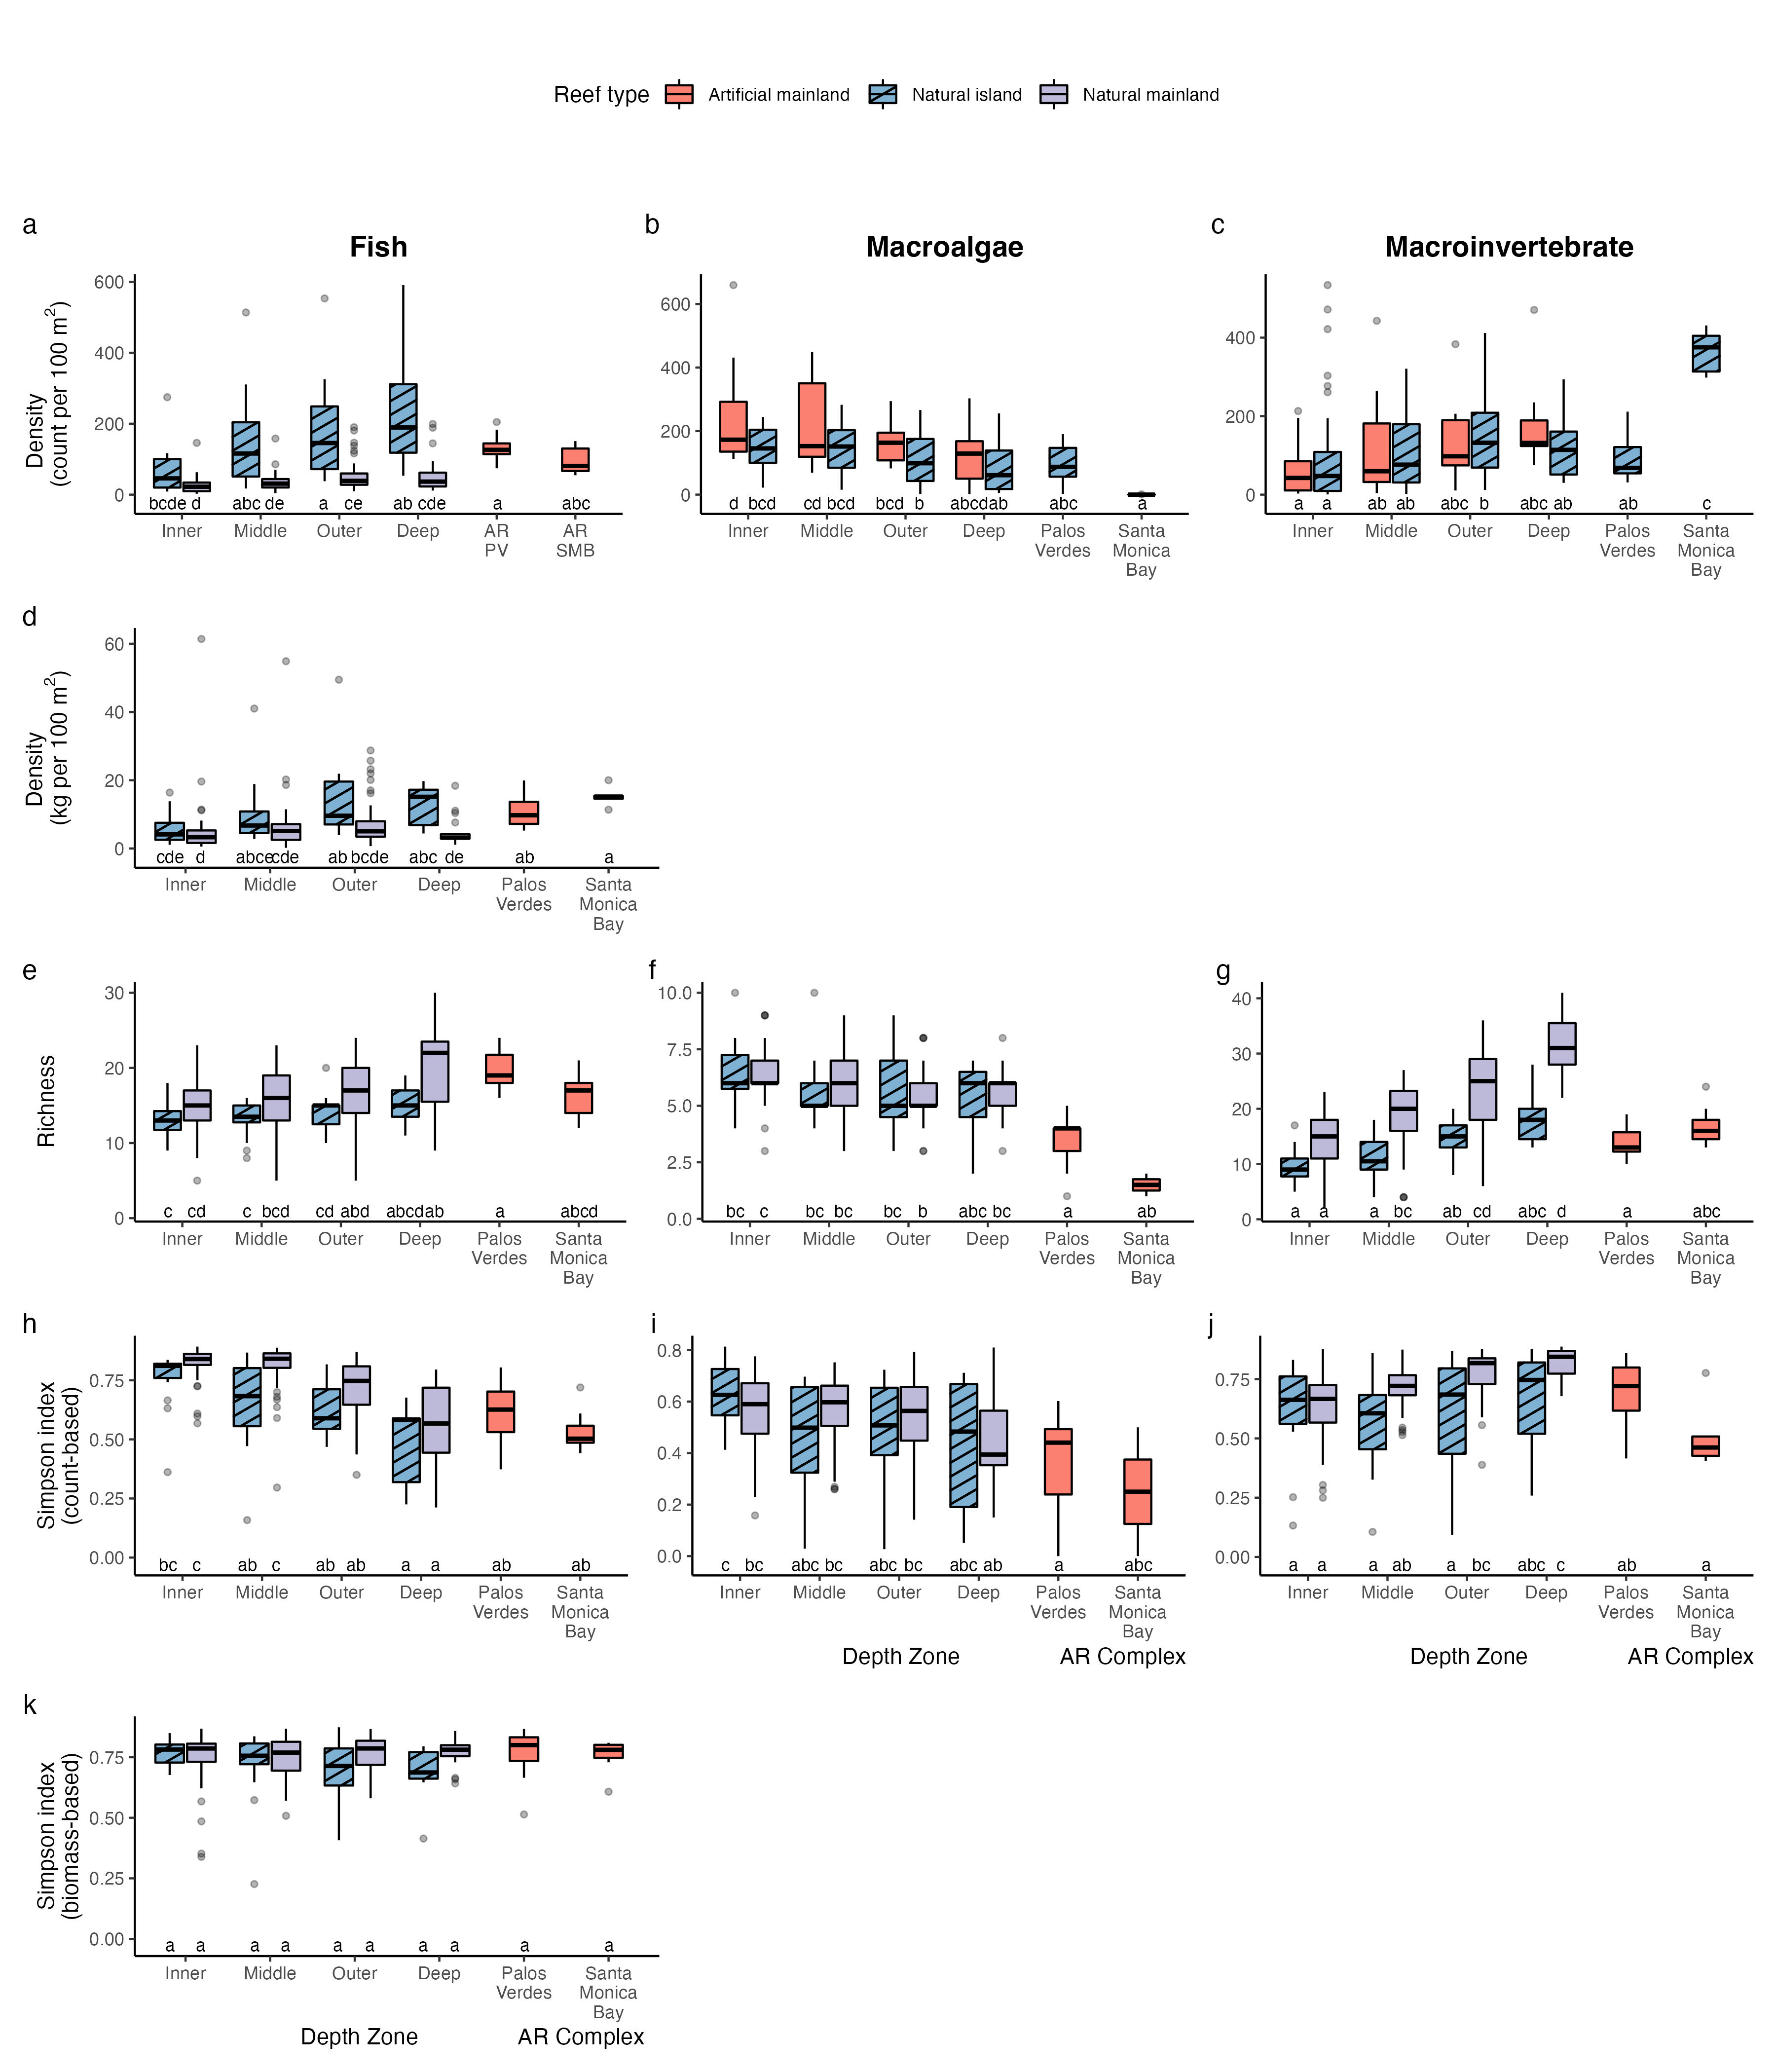 Reef type Artificial mainland Natural island Natural mainland
a b c
Fish Macroalgae Macroinvertebrate
Density
(count per 100 m2)
600
400
200
0
bcde d abc de a ce ab cde a abc
Inner Middle Outer Deep AR PV AR SMB
600
400
200
0
d bcd cd bcd bcd b abcd ab abc a
Inner Middle Outer Deep Palos Verdes Santa Monica Bay
400
200
0
a a ab ab abc b abc ab ab c
Inner Middle Outer Deep Palos Verdes Santa Monica Bay
d
Density
(kg per 100 m2)
60
40
20
0
cde d abce cde ab bcde abc de ab a
Inner Middle Outer Deep Palos Verdes Santa Monica Bay
e f g
Richness
30
20
10
0
c cd c bcd cd abd abcd ab a abcd
Inner Middle Outer Deep Palos Verdes Santa Monica Bay
10.0
7.5
5.0
2.5
0.0
bc c bc bc bc b abc bc a ab
Inner Middle Outer Deep Palos Verdes Santa Monica Bay
40
30
20
10
0
a a a bc ab cd abc d a abc
Inner Middle Outer Deep Palos Verdes Santa Monica Bay
h i j
Simpson index
(count-based)
0.75
0.50
0.25
0.00
bc c ab c ab ab a a ab ab
Inner Middle Outer Deep Palos Verdes Santa Monica Bay
0.8
0.6
0.4
0.2
0.0
c bc abc bc abc bc abc ab a abc
Inner Middle Outer Deep Palos Verdes Santa Monica Bay
Depth Zone AR Complex
0.75
0.50
0.25
0.00
a a a ab a bc abc c ab a
Inner Middle Outer Deep Palos Verdes Santa Monica Bay
Depth Zone AR Complex
k
Simpson index
(biomass-based)
0.75
0.50
0.25
0.00
a a a a a a a a a a
Inner Middle Outer Deep Palos Verdes Santa Monica Bay
Depth Zone AR Complex